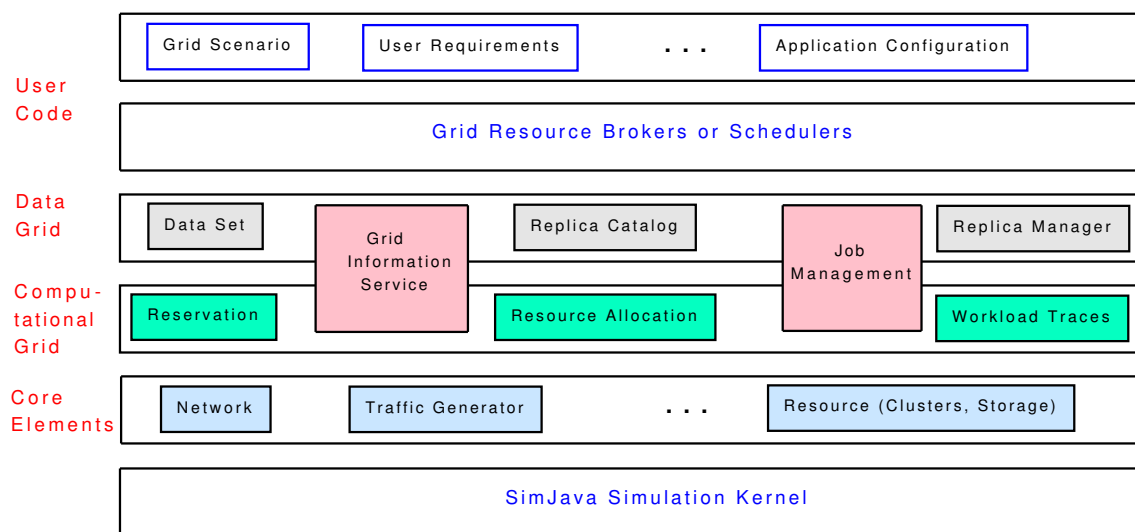 Grid Scenario
User Requirements
. . .
Application Configuration
User
Code
Grid Resource Brokers or Schedulers
Data
Grid
Data Set
Grid
Information
Service
Replica Catalog
Job
Management
Replica Manager
Compu-
tational
Grid
Reservation
Resource Allocation
Workload Traces
Core
Elements
Network
Traffic Generator
. . .
Resource (Clusters, Storage)
SimJava Simulation Kernel